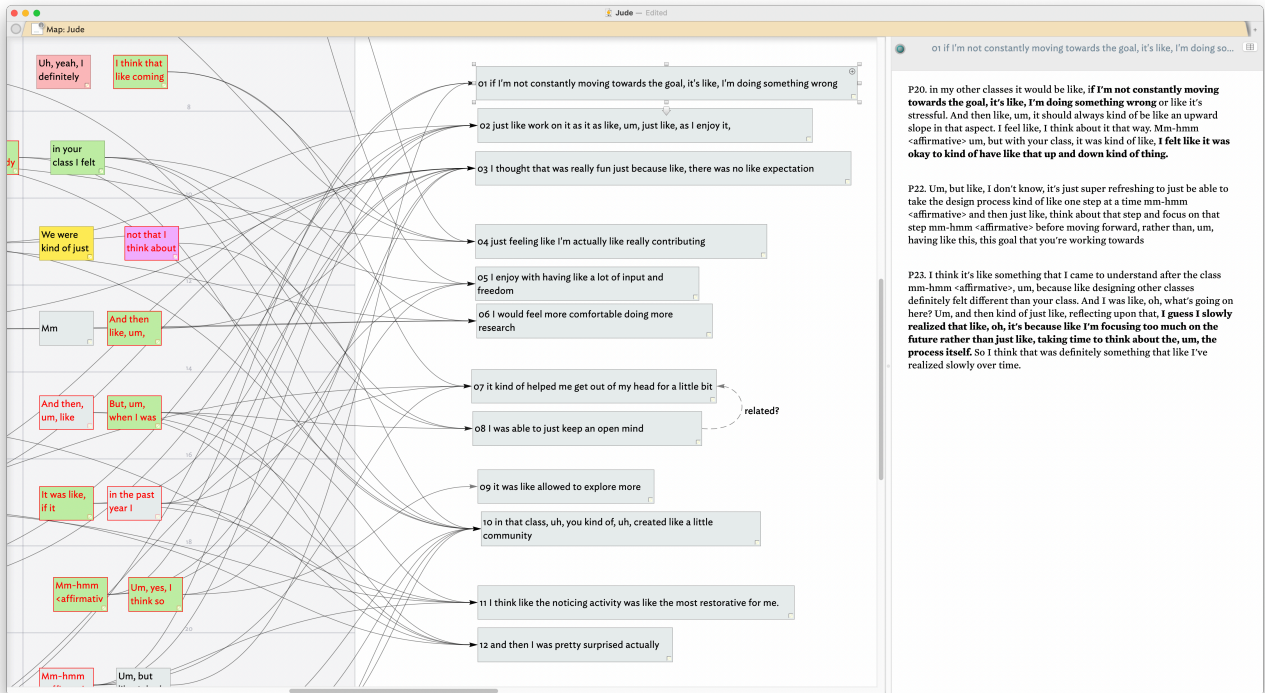 Jude — Edited
Map: Jude
Uh, yeah, I
definitely
I think that
like coming
8
dy
in your
class I felt
10
We were
kind of just
not that I
think about
12
Mm
And then
like, um,
14
And then,
um, like
But, um,
when I was
16
It was like,
if it
in the past
year I
18
Mm-hmm
<affirmativ
Um, yes, I
think so
20
Mm-hmm
Um, but
01 if I'm not constantly moving towards the goal, it's like, I'm doing something wrong
02 just like work on it as it as like, um, just like, as I enjoy it,
03 I thought that was really fun just because like, there was no like expectation
04 just feeling like I'm actually like really contributing
05 I enjoy with having like a lot of input and
freedom
06 I would feel more comfortable doing more
research
07 it kind of helped me get out of my head for a little bit
related?
08 I was able to just keep an open mind
09 it was like allowed to explore more
10 in that class, uh, you kind of, uh, created like a little
community
11 I think like the noticing activity was like the most restorative for me.
12 and then I was pretty surprised actually
01 if I'm not constantly moving towards the goal, it's like, I'm doing so...
P20. in my other classes it would be like, if I'm not constantly moving
towards the goal, it's like, I'm doing something wrong or like it's
stressful. And then like, um, it should always kind of be like an upward
slope in that aspect. I feel like, I think about it that way. Mm-hmm
<affirmative> um, but with your class, it was kind of like, I felt like it was
okay to kind of have like that up and down kind of thing.
P22. Um, but like, I don't know, it's just super refreshing to just be able to
take the design process kind of like one step at a time mm-hmm
<affirmative> and then just like, think about that step and focus on that
step mm-hmm <affirmative> before moving forward, rather than, um,
having like this, this goal that you're working towards
P23. I think it's like something that I came to understand after the class
mm-hmm <affirmative>, um, because like designing other classes
definitely felt different than your class. And I was like, oh, what's going on
here? Um, and then kind of just like, reflecting upon that, I guess I slowly
realized that like, oh, it's because like I'm focusing too much on the
future rather than just like, taking time to think about the, um, the
process itself. So I think that was definitely something that like I've
realized slowly over time.